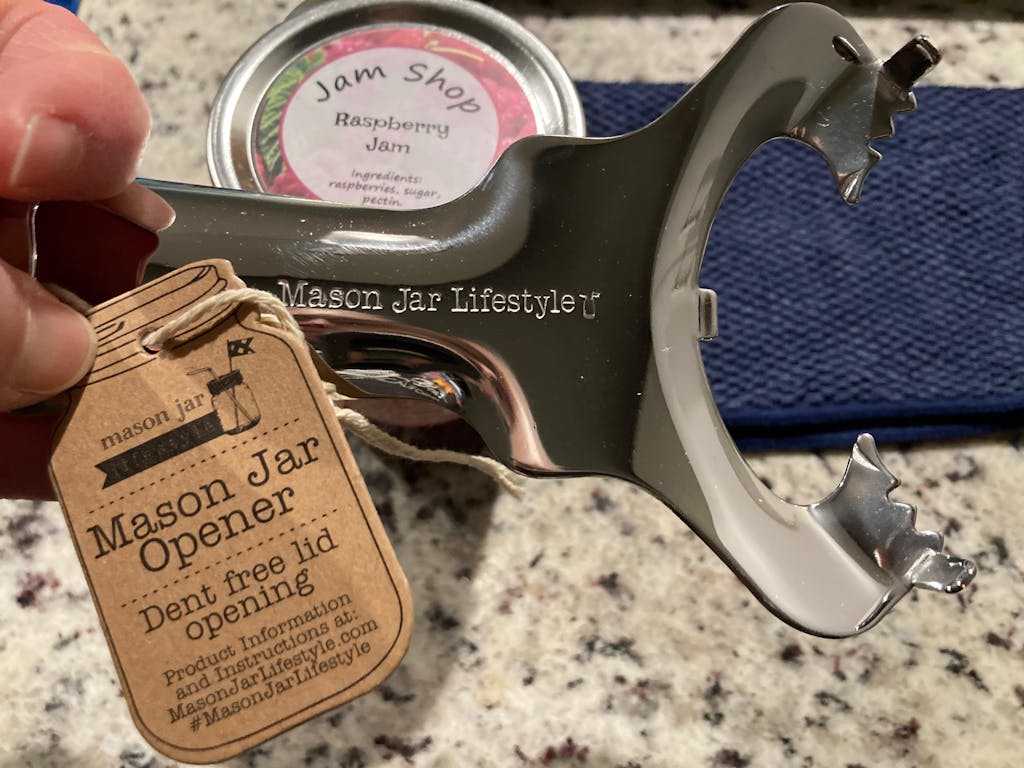 Jam Shop
Raspberry
Jam
Ingredients:
raspberries, sugar,
pectin.
Mason Jar Lifestyle
mason jar
lifestyle
Mason Jar
Opener
Dent free lid
opening
Product Information
and Instructions at:
MasonJarLifestyle.com
#MasonJarLifestyle